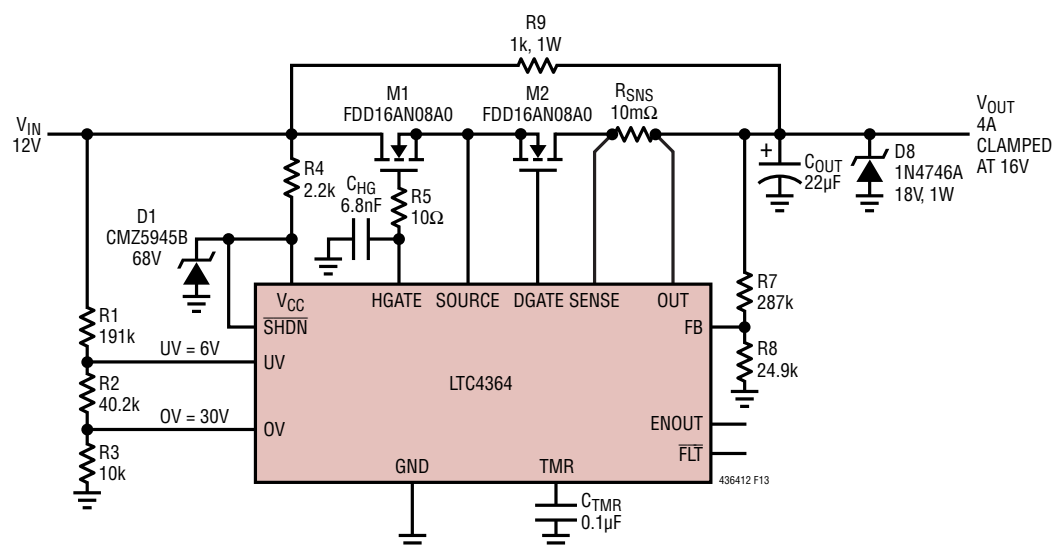 R9
1k, 1W
M1
FDD16AN08A0
M2
FDD16AN08A0
RSNS
10mΩ
VIN
12V
VOUT
4A
CLAMPED
AT 16V
R4
2.2k
CHG
6.8nF
R5
10Ω
+
COUT
22µF
D8
1N4746A
18V, 1W
D1
CMZ5945B
68V
VCC
HGATE
SOURCE
DGATE
SENSE
OUT
SHDN
R7
287k
FB
R1
191k
UV = 6V
UV
R8
24.9k
R2
40.2k
LTC4364
OV = 30V
OV
ENOUT
R3
10k
GND
TMR
FLT
436412 F13
CTMR
0.1µF